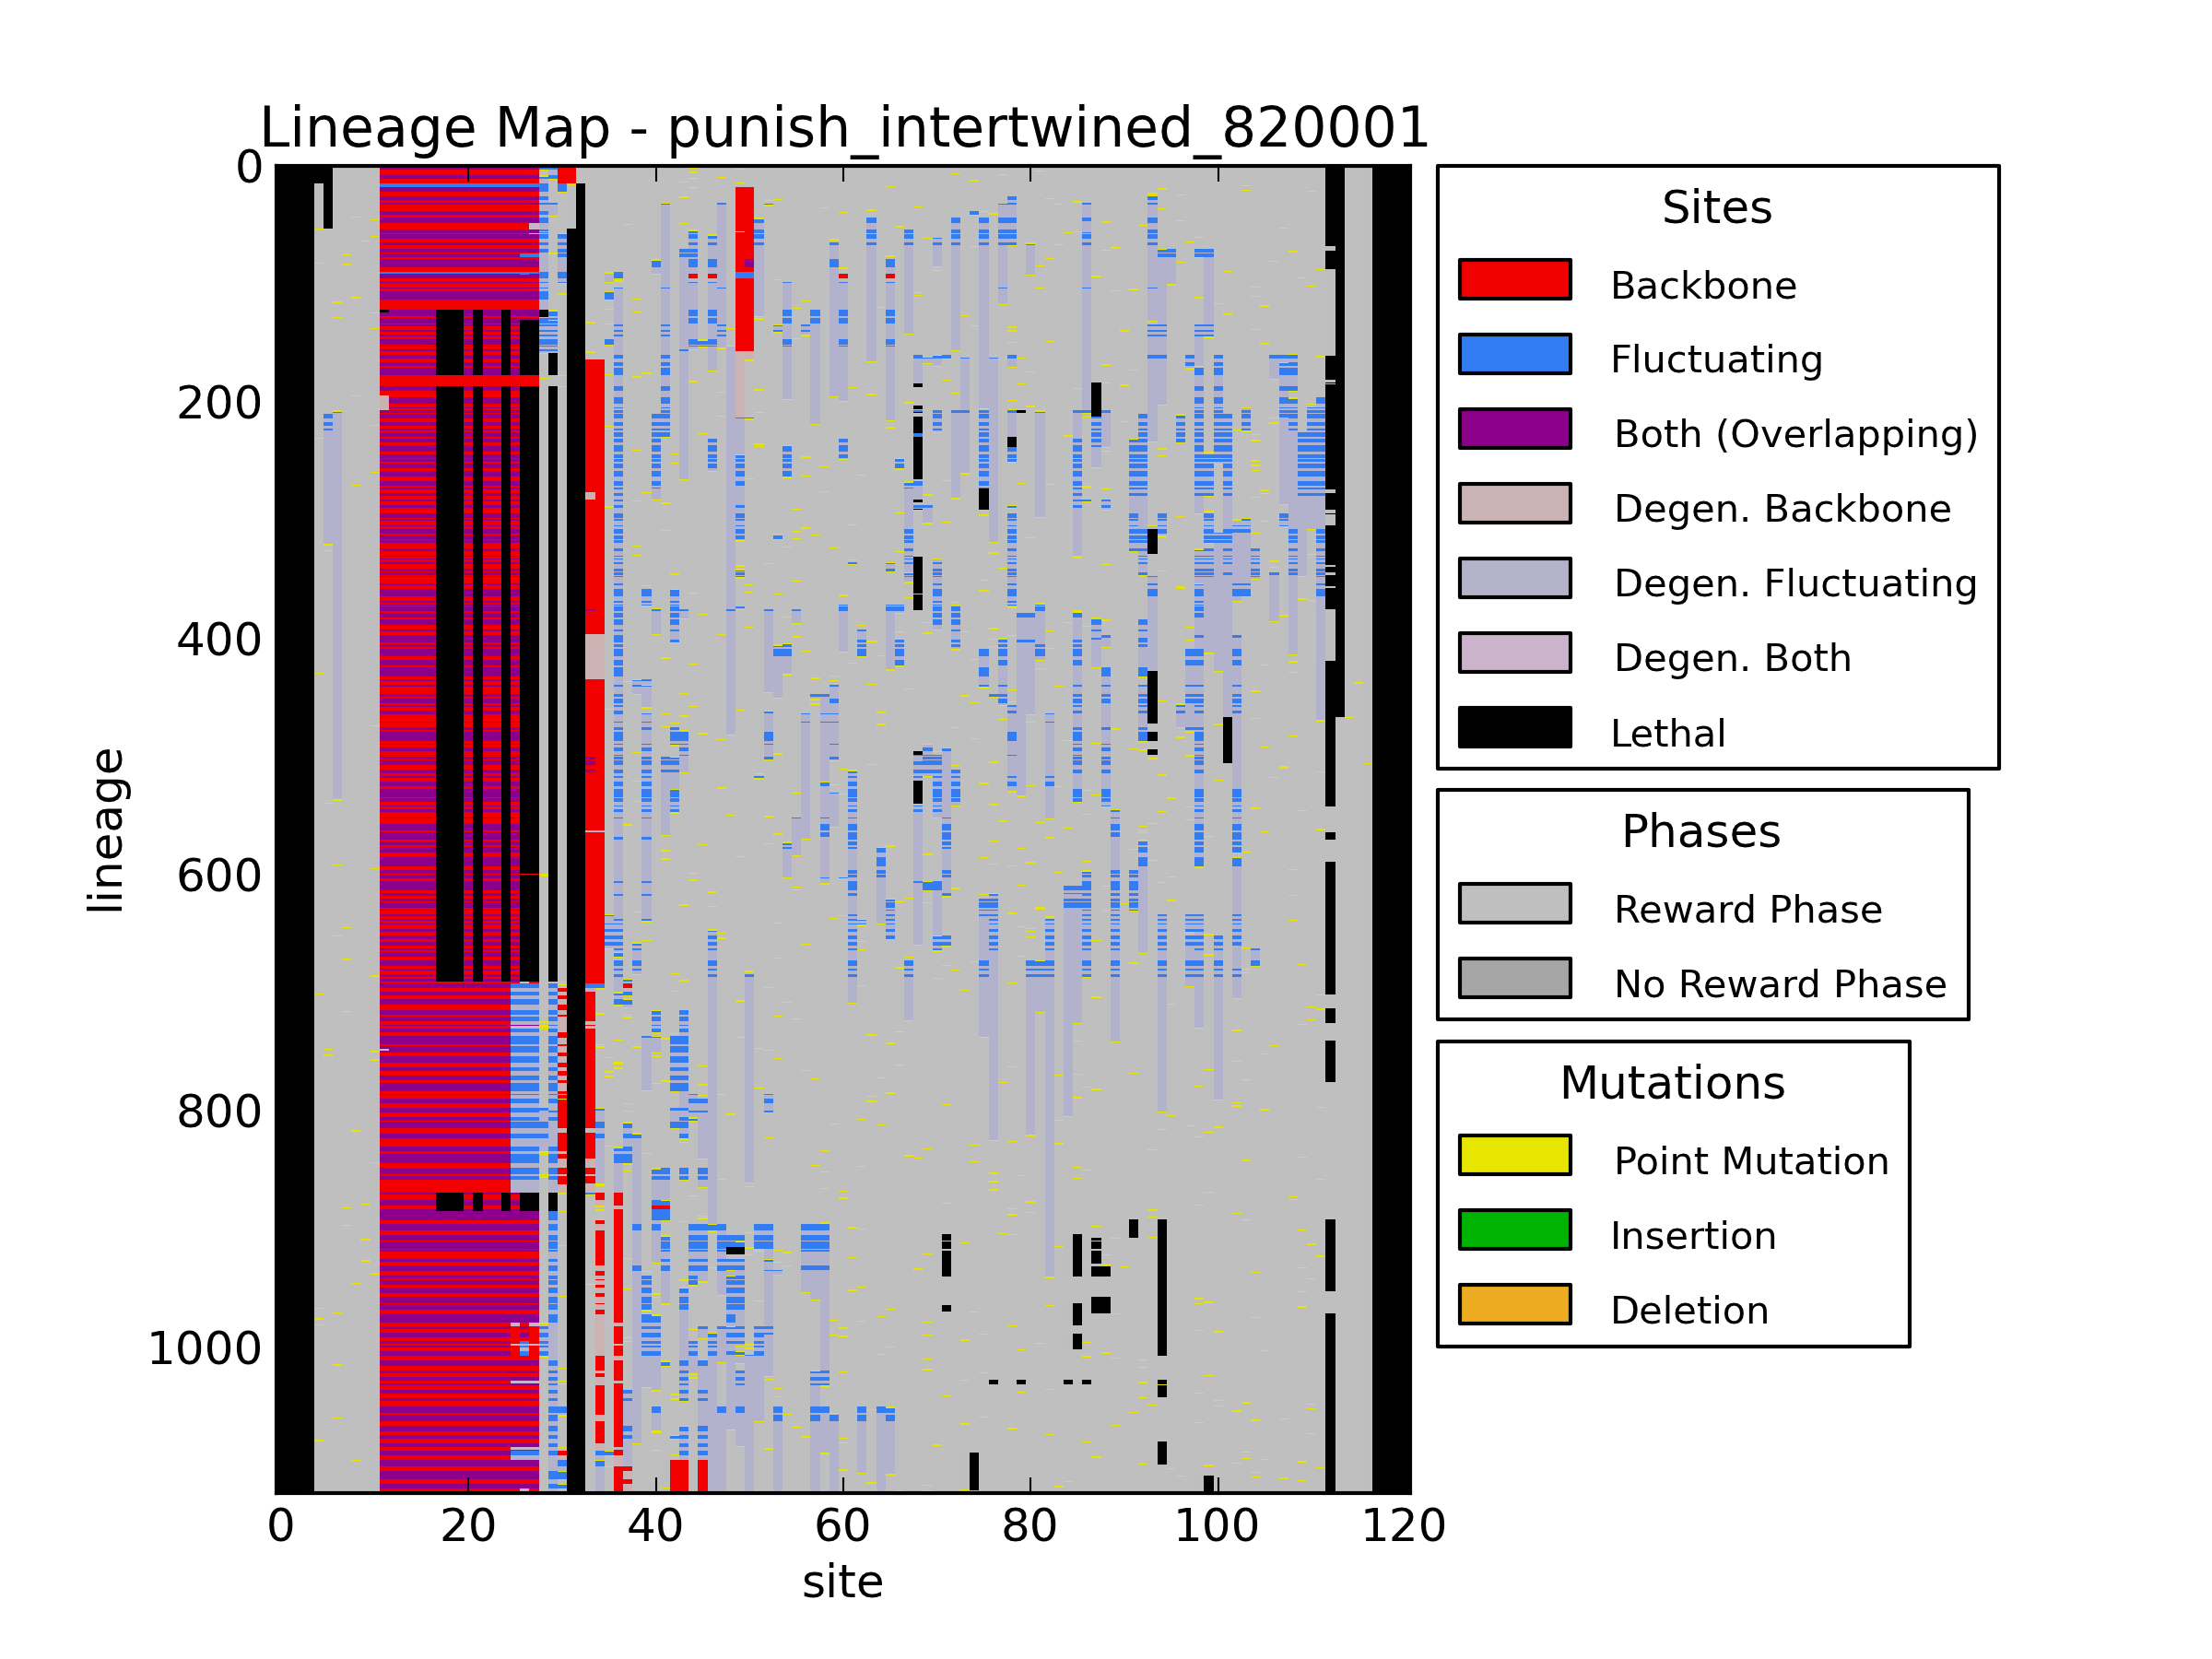 Lineage Map - punish_intertwined_820001
0
200
400
600
800
1000
lineage
0 20 40 60 80 100 120
site
Sites
Backbone
Fluctuating
Both (Overlapping)
Degen. Backbone
Degen. Fluctuating
Degen. Both
Lethal
Phases
Reward Phase
No Reward Phase
Mutations
Point Mutation
Insertion
Deletion